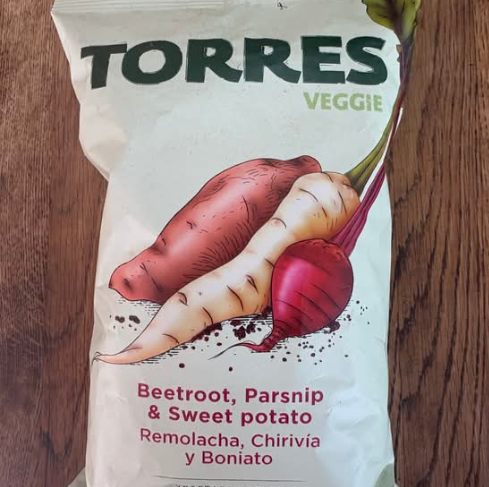 TORRES
VEGGIE
Beetroot, Parsnip
& Sweet potato
Remolacha, Chirivía
y Boniato